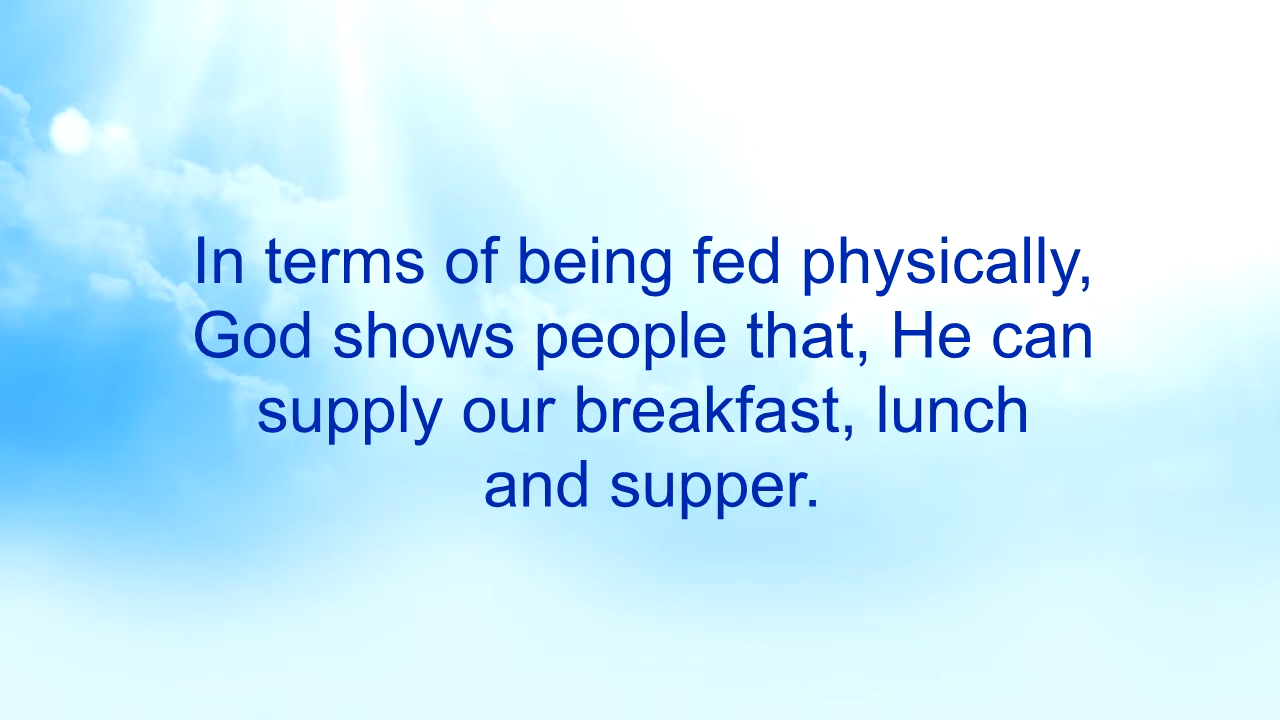 In terms of being fed physically,
God shows people that, He can
supply our breakfast, lunch
and supper.